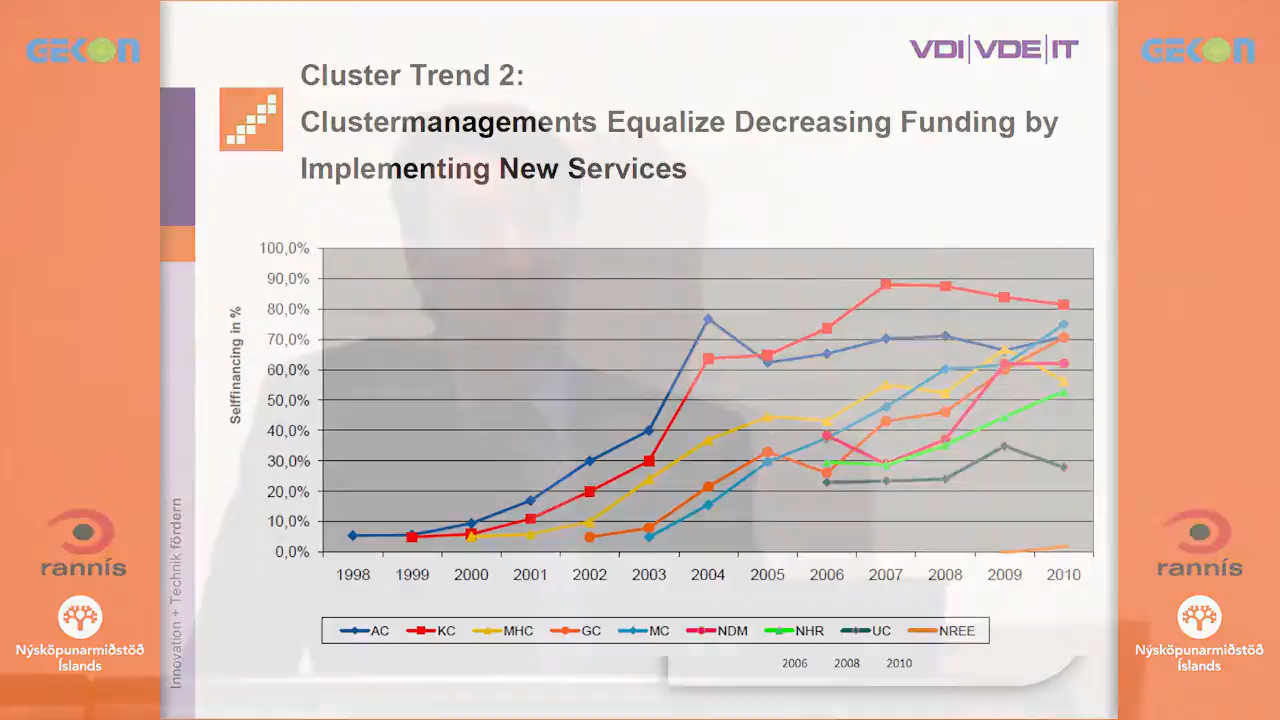 GEKON
VDI|VDE|IT
GEKON
Cluster Trend 2:
Clustermanagements Equalize Decreasing Funding by
Implementing New Services
Selffinancing in %
100,0%
90,0%
80,0%
70,0%
60,0%
50,0%
40,0%
30,0%
20,0%
10,0%
0,0%
1998 1999 2000 2001 2002 2003 2004 2005 2006 2007 2008 2009 2010
AC KC MHC GC MC NDM NHR UC NREE
2006 2008 2010
Innovation + Technik fördern
rannís
Nýsköpunarmiðstöð
Íslands
rannís
Nýsköpunarmiðstöð
Íslands